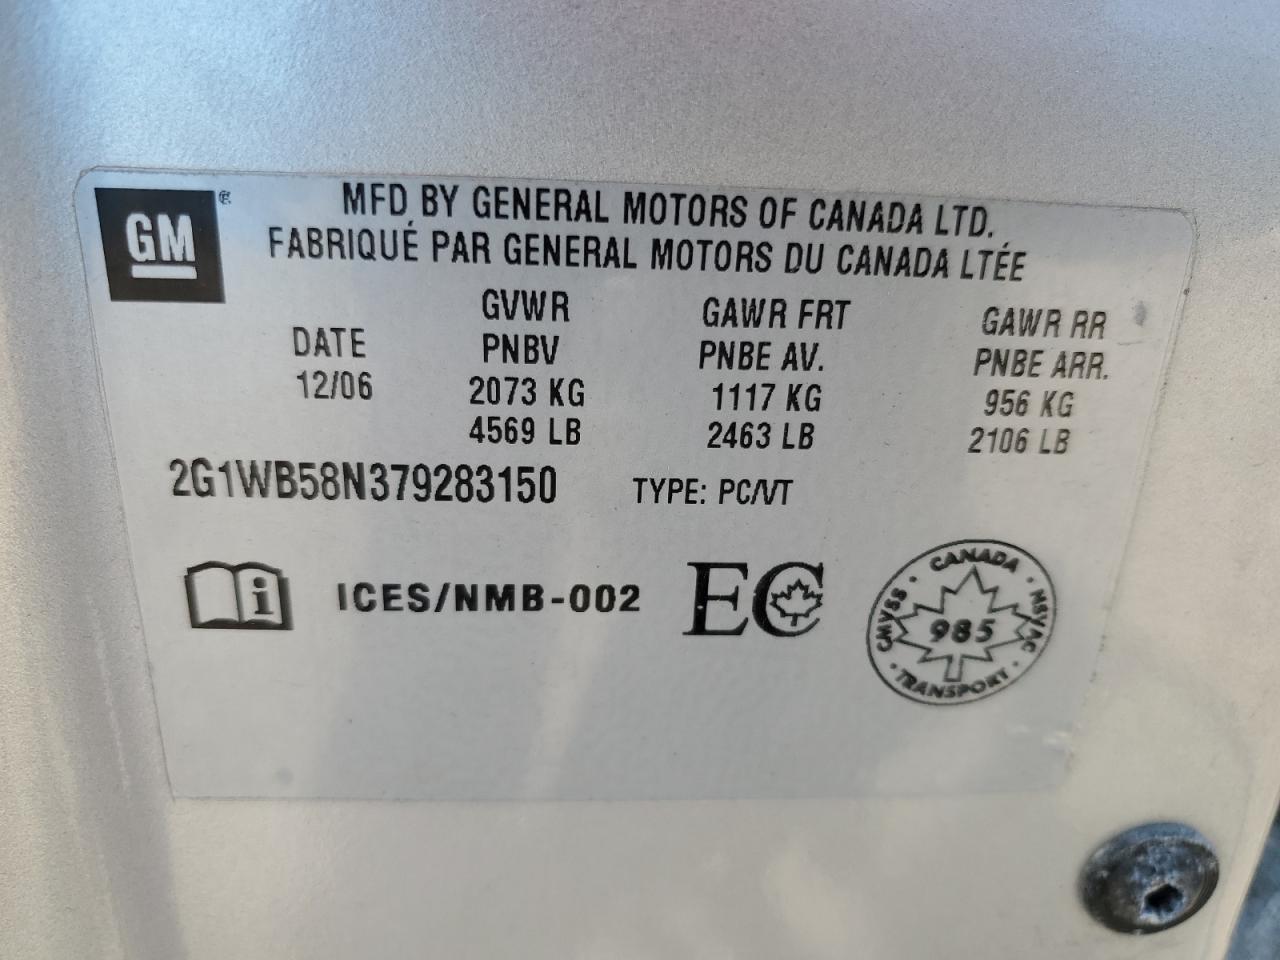 GM ®
MFD BY GENERAL MOTORS OF CANADA LTD.
FABRIQUÉ PAR GENERAL MOTORS DU CANADA LTÉE
GVWR GAWR FRT GAWR RR
DATE PNBV PNBE AV. PNBE ARR.
12/06 2073 KG 1117 KG 956 KG
4569 LB 2463 LB 2106 LB
2G1WB58N379283150 TYPE: PC/VT
i ICES/NMB-002 EC
CANADA
CMVSS 985 NSVAC
TRANSPORT